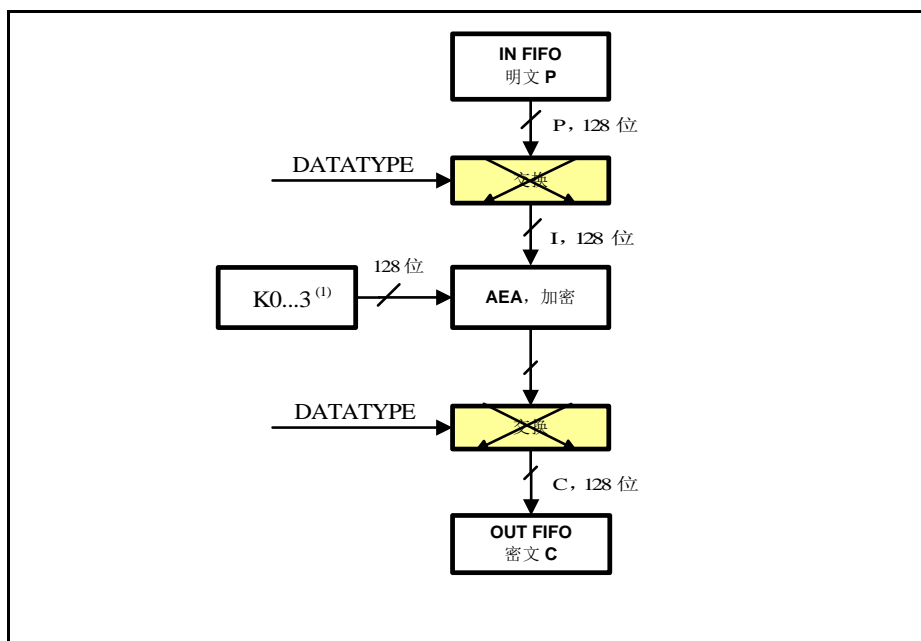 IN FIFO
明文 P
P，128 位
DATATYPE
交换
I，128 位
128 位
K0...3 (1)
AEA，加密
DATATYPE
交换
C，128 位
OUT FIFO
密文 C